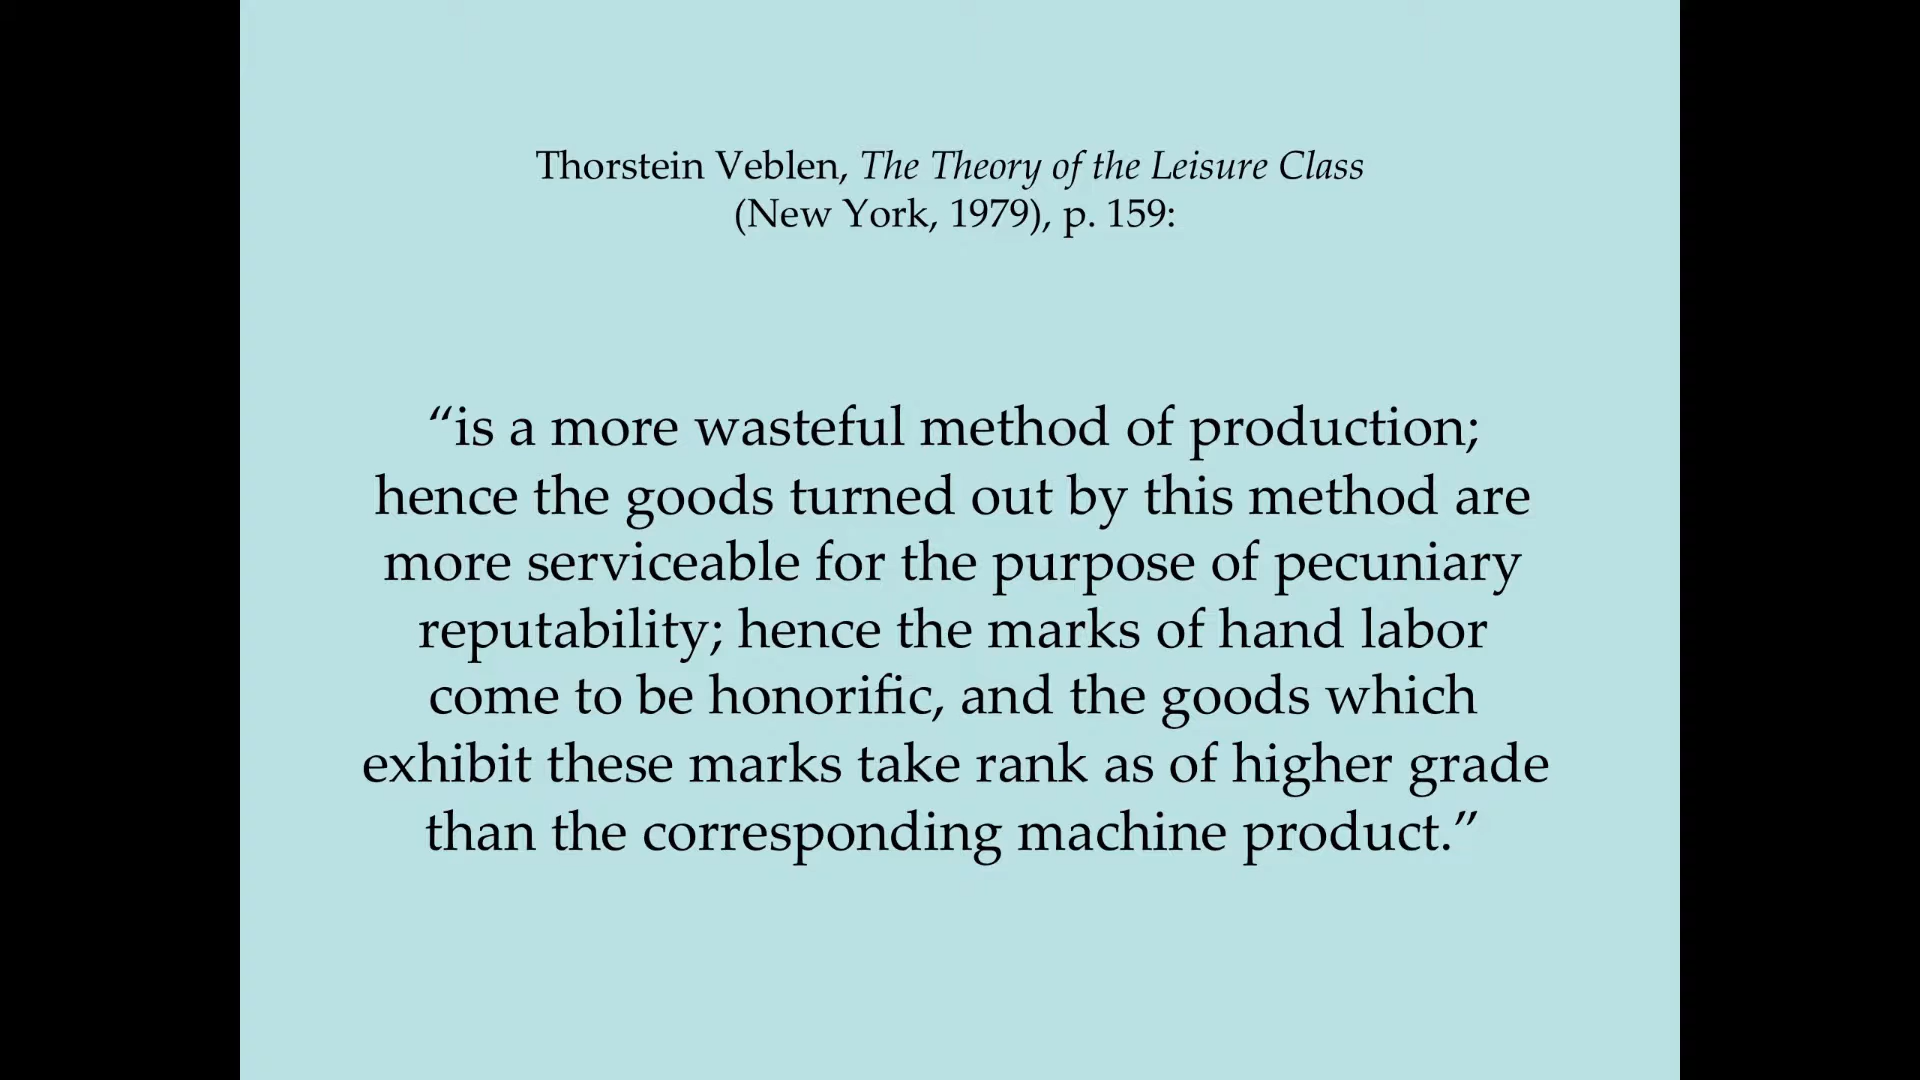 Thorstein Veblen, The Theory of the Leisure Class
(New York, 1979), p. 159:
“is a more wasteful method of production;
hence the goods turned out by this method are
more serviceable for the purpose of pecuniary
reputability; hence the marks of hand labor
come to be honorific, and the goods which
exhibit these marks take rank as of higher grade
than the corresponding machine product.”